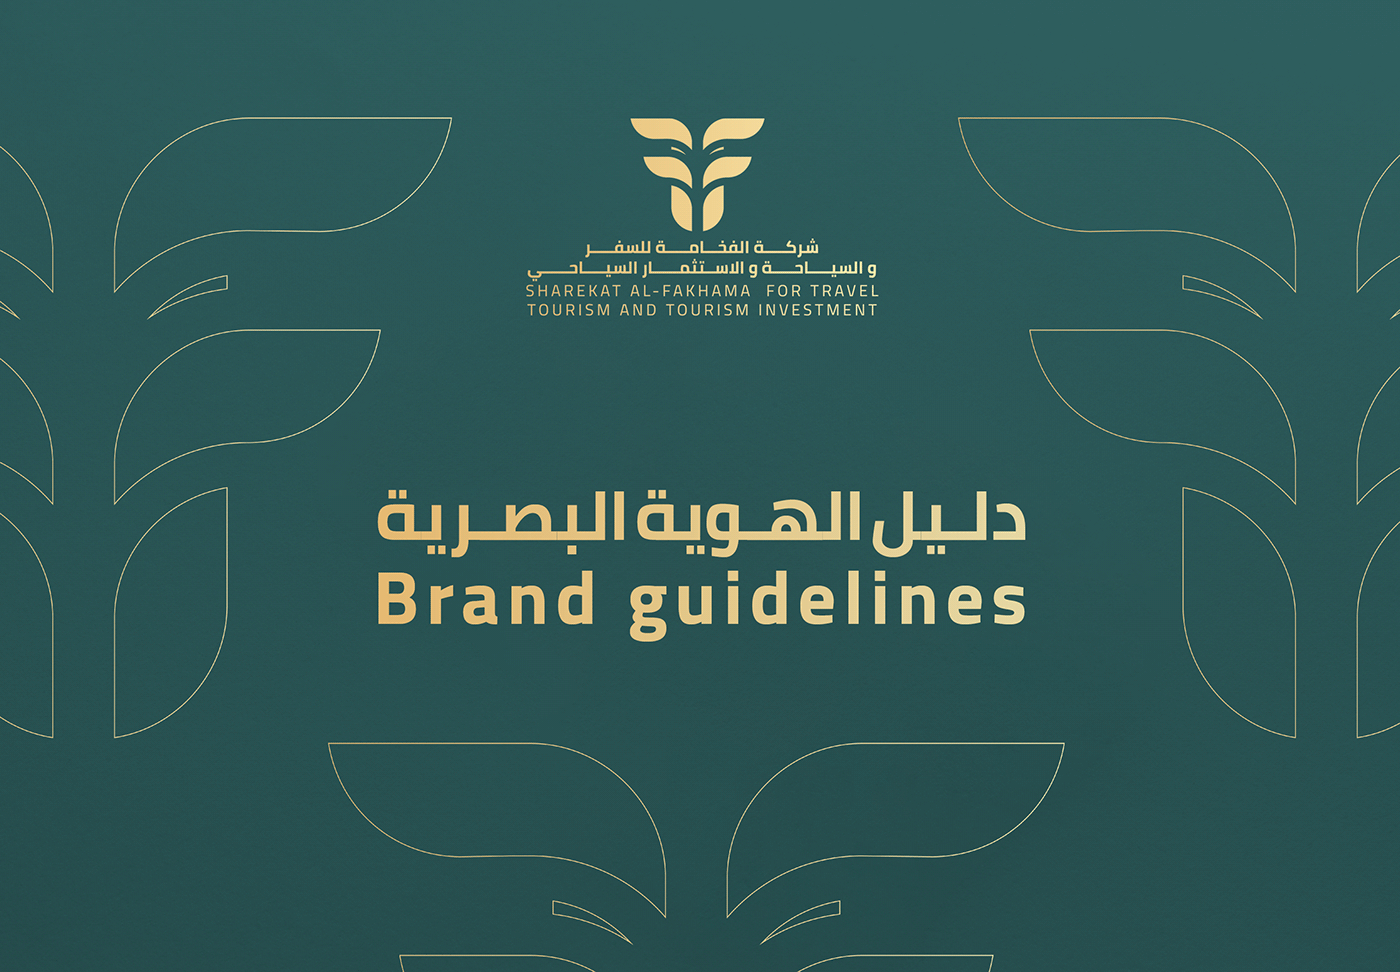 شركة الفخامة للسفر
و السياحة و الاستثمار السياحي
SHAREKAT AL-FAKHAMA FOR TRAVEL
TOURISM AND TOURISM INVESTMENT
دليل الهوية البصرية
Brand guidelines